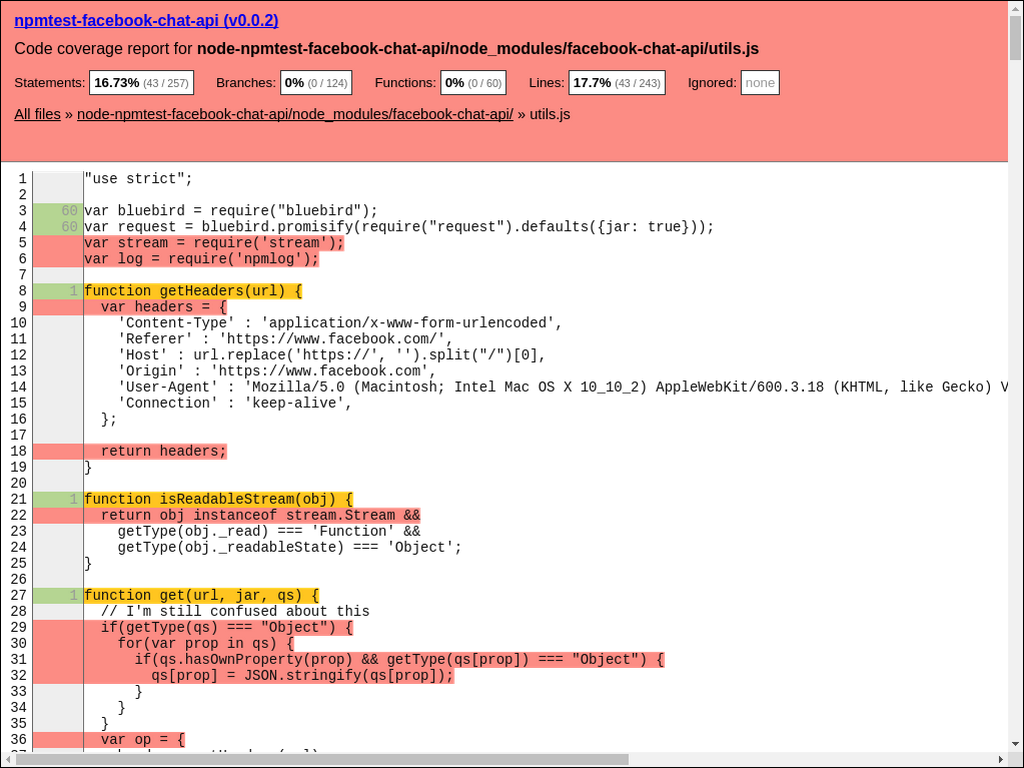 npmtest-facebook-chat-api (v0.0.2)
Code coverage report for node-npmtest-facebook-chat-api/node_modules/facebook-chat-api/utils.js
Statements: 16.73% (43 / 257) Branches: 0% (0 / 124) Functions: 0% (0 / 60) Lines: 17.7% (43 / 243) Ignored: none
All files » node-npmtest-facebook-chat-api/node_modules/facebook-chat-api/ » utils.js
1 "use strict";
2
3 60 var bluebird = require("bluebird");
4 60 var request = bluebird.promisify(require("request").defaults({jar: true}));
5 var stream = require('stream');
6 var log = require('npmlog');
7
8 1 function getHeaders(url) {
9 var headers = {
10 'Content-Type' : 'application/x-www-form-urlencoded',
11 'Referer' : 'https://www.facebook.com/',
12 'Host' : url.replace('https://', '').split("/")[0],
13 'Origin' : 'https://www.facebook.com',
14 'User-Agent' : 'Mozilla/5.0 (Macintosh; Intel Mac OS X 10_10_2) AppleWebKit/600.3.18 (KHTML, like Gecko) V
15 'Connection' : 'keep-alive',
16 };
17
18 return headers;
19 }
20
21 1 function isReadableStream(obj) {
22 return obj instanceof stream.Stream &&
23 getType(obj._read) === 'Function' &&
24 getType(obj._readableState) === 'Object';
25 }
26
27 1 function get(url, jar, qs) {
28 // I'm still confused about this
29 if(getType(qs) === "Object") {
30 for(var prop in qs) {
31 if(qs.hasOwnProperty(prop) && getType(qs[prop]) === "Object") {
32 qs[prop] = JSON.stringify(qs[prop]);
33 }
34 }
35 }
36 var op = {